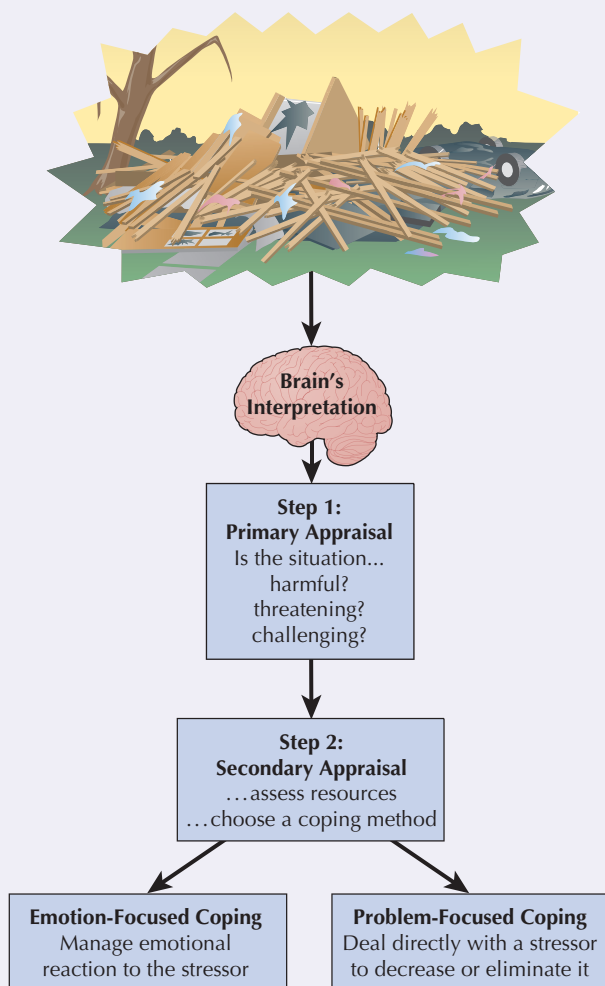 Brain's
Interpretation
Step 1:
Primary Appraisal
Is the situation...
harmful?
threatening?
challenging?
Step 2:
Secondary Appraisal
…assess resources
…choose a coping method
Emotion-Focused Coping
Manage emotional
reaction to the stressor
Problem-Focused Coping
Deal directly with a stressor
to decrease or eliminate it